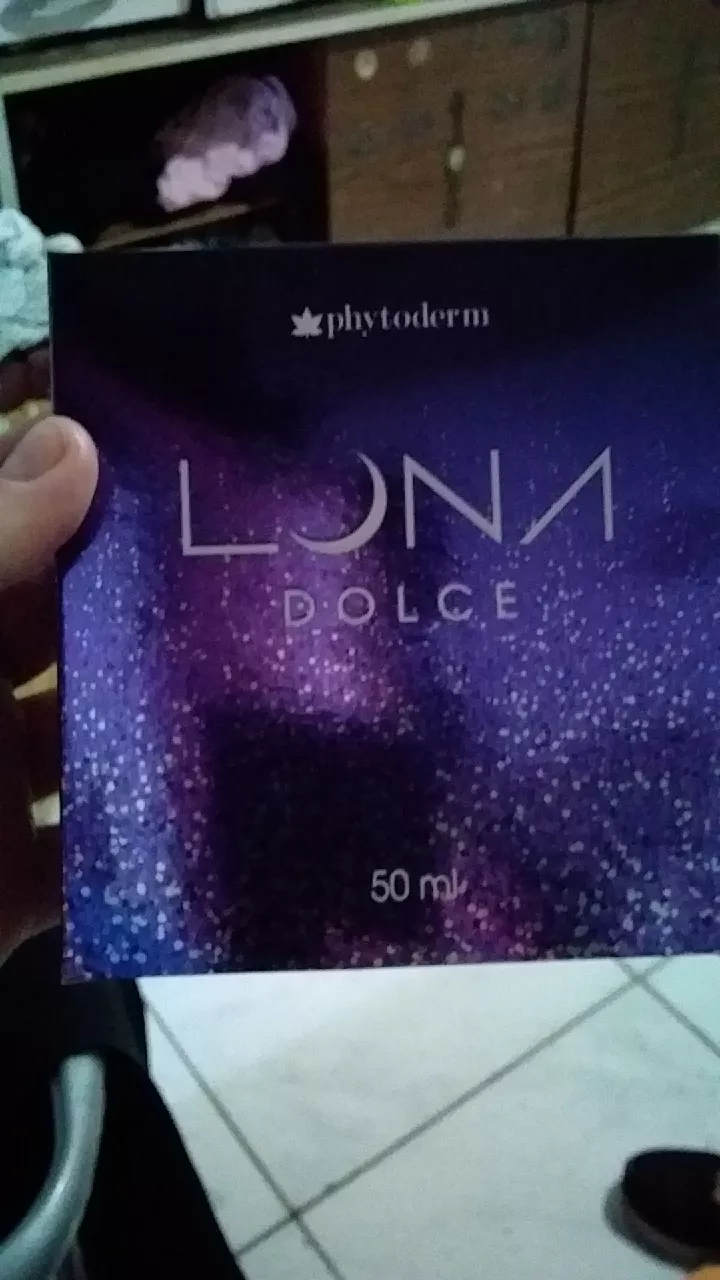 phytoderm
LUNA
DOLCE
50 ml